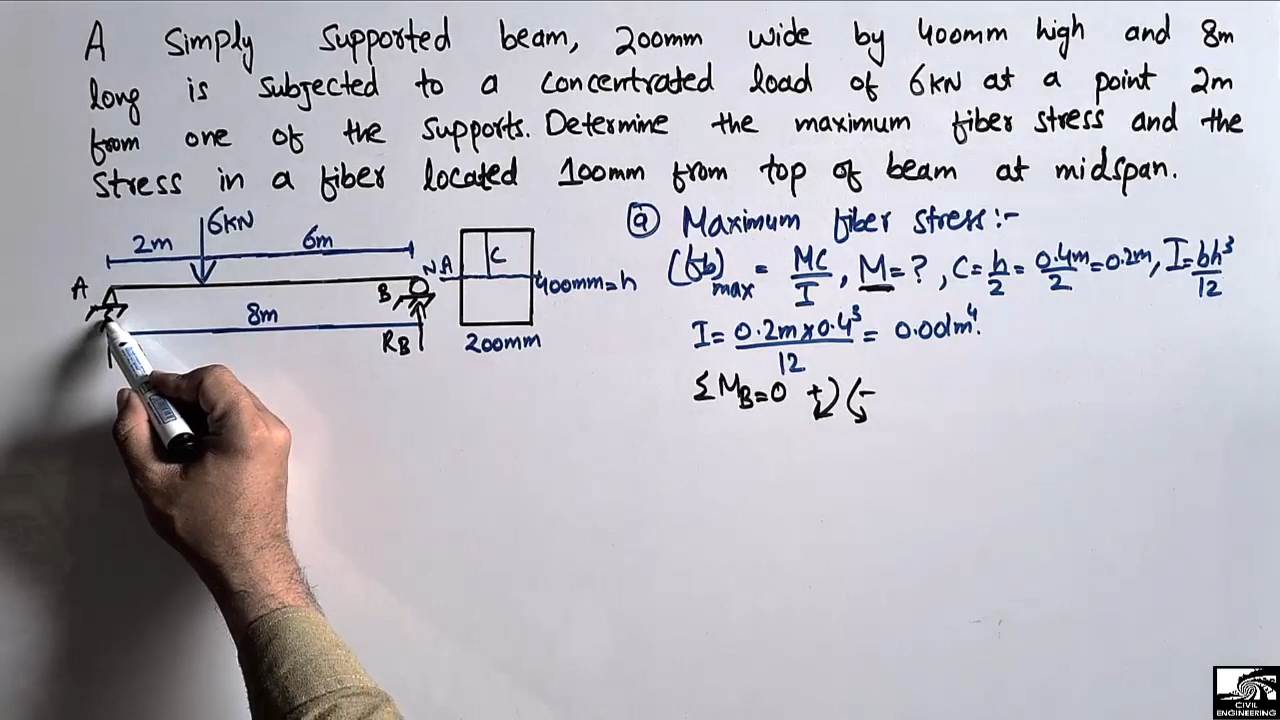 A simply supported beam, 200mm wide by 400mm high and 8m
long is subjected to a concentrated load of 6kN at a point 2m
from one of the supports. Determine the maximum fiber stress and the
stress in a fiber located 100mm from top of beam at midspan.
ⓐ Maximum fiber stress:-
(fb)max = MC/I, M=?, C=h/2=0.4m/2=0.2m, I=bh³/12
I=0.2m×0.4³/12= 0.001m⁴.
ΣMB=0 +) (-
6kN
2m
6m
A
B
8m
RB
N A
C
400mm=h
200mm
CIVIL
ENGINEERING